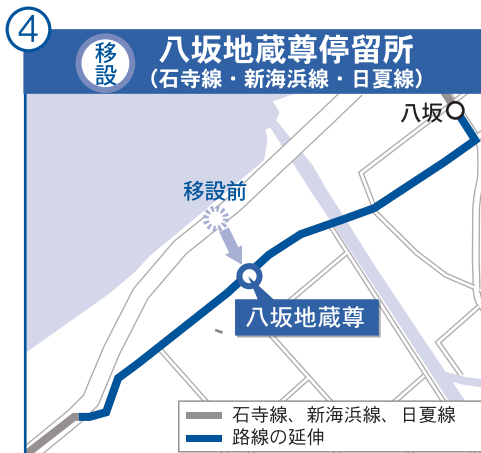 ④
移設
八坂地蔵尊停留所
(石寺線・新海浜線・日夏線)
八坂
移設前
八坂地蔵尊
石寺線、新海浜線、日夏線
路線の延伸